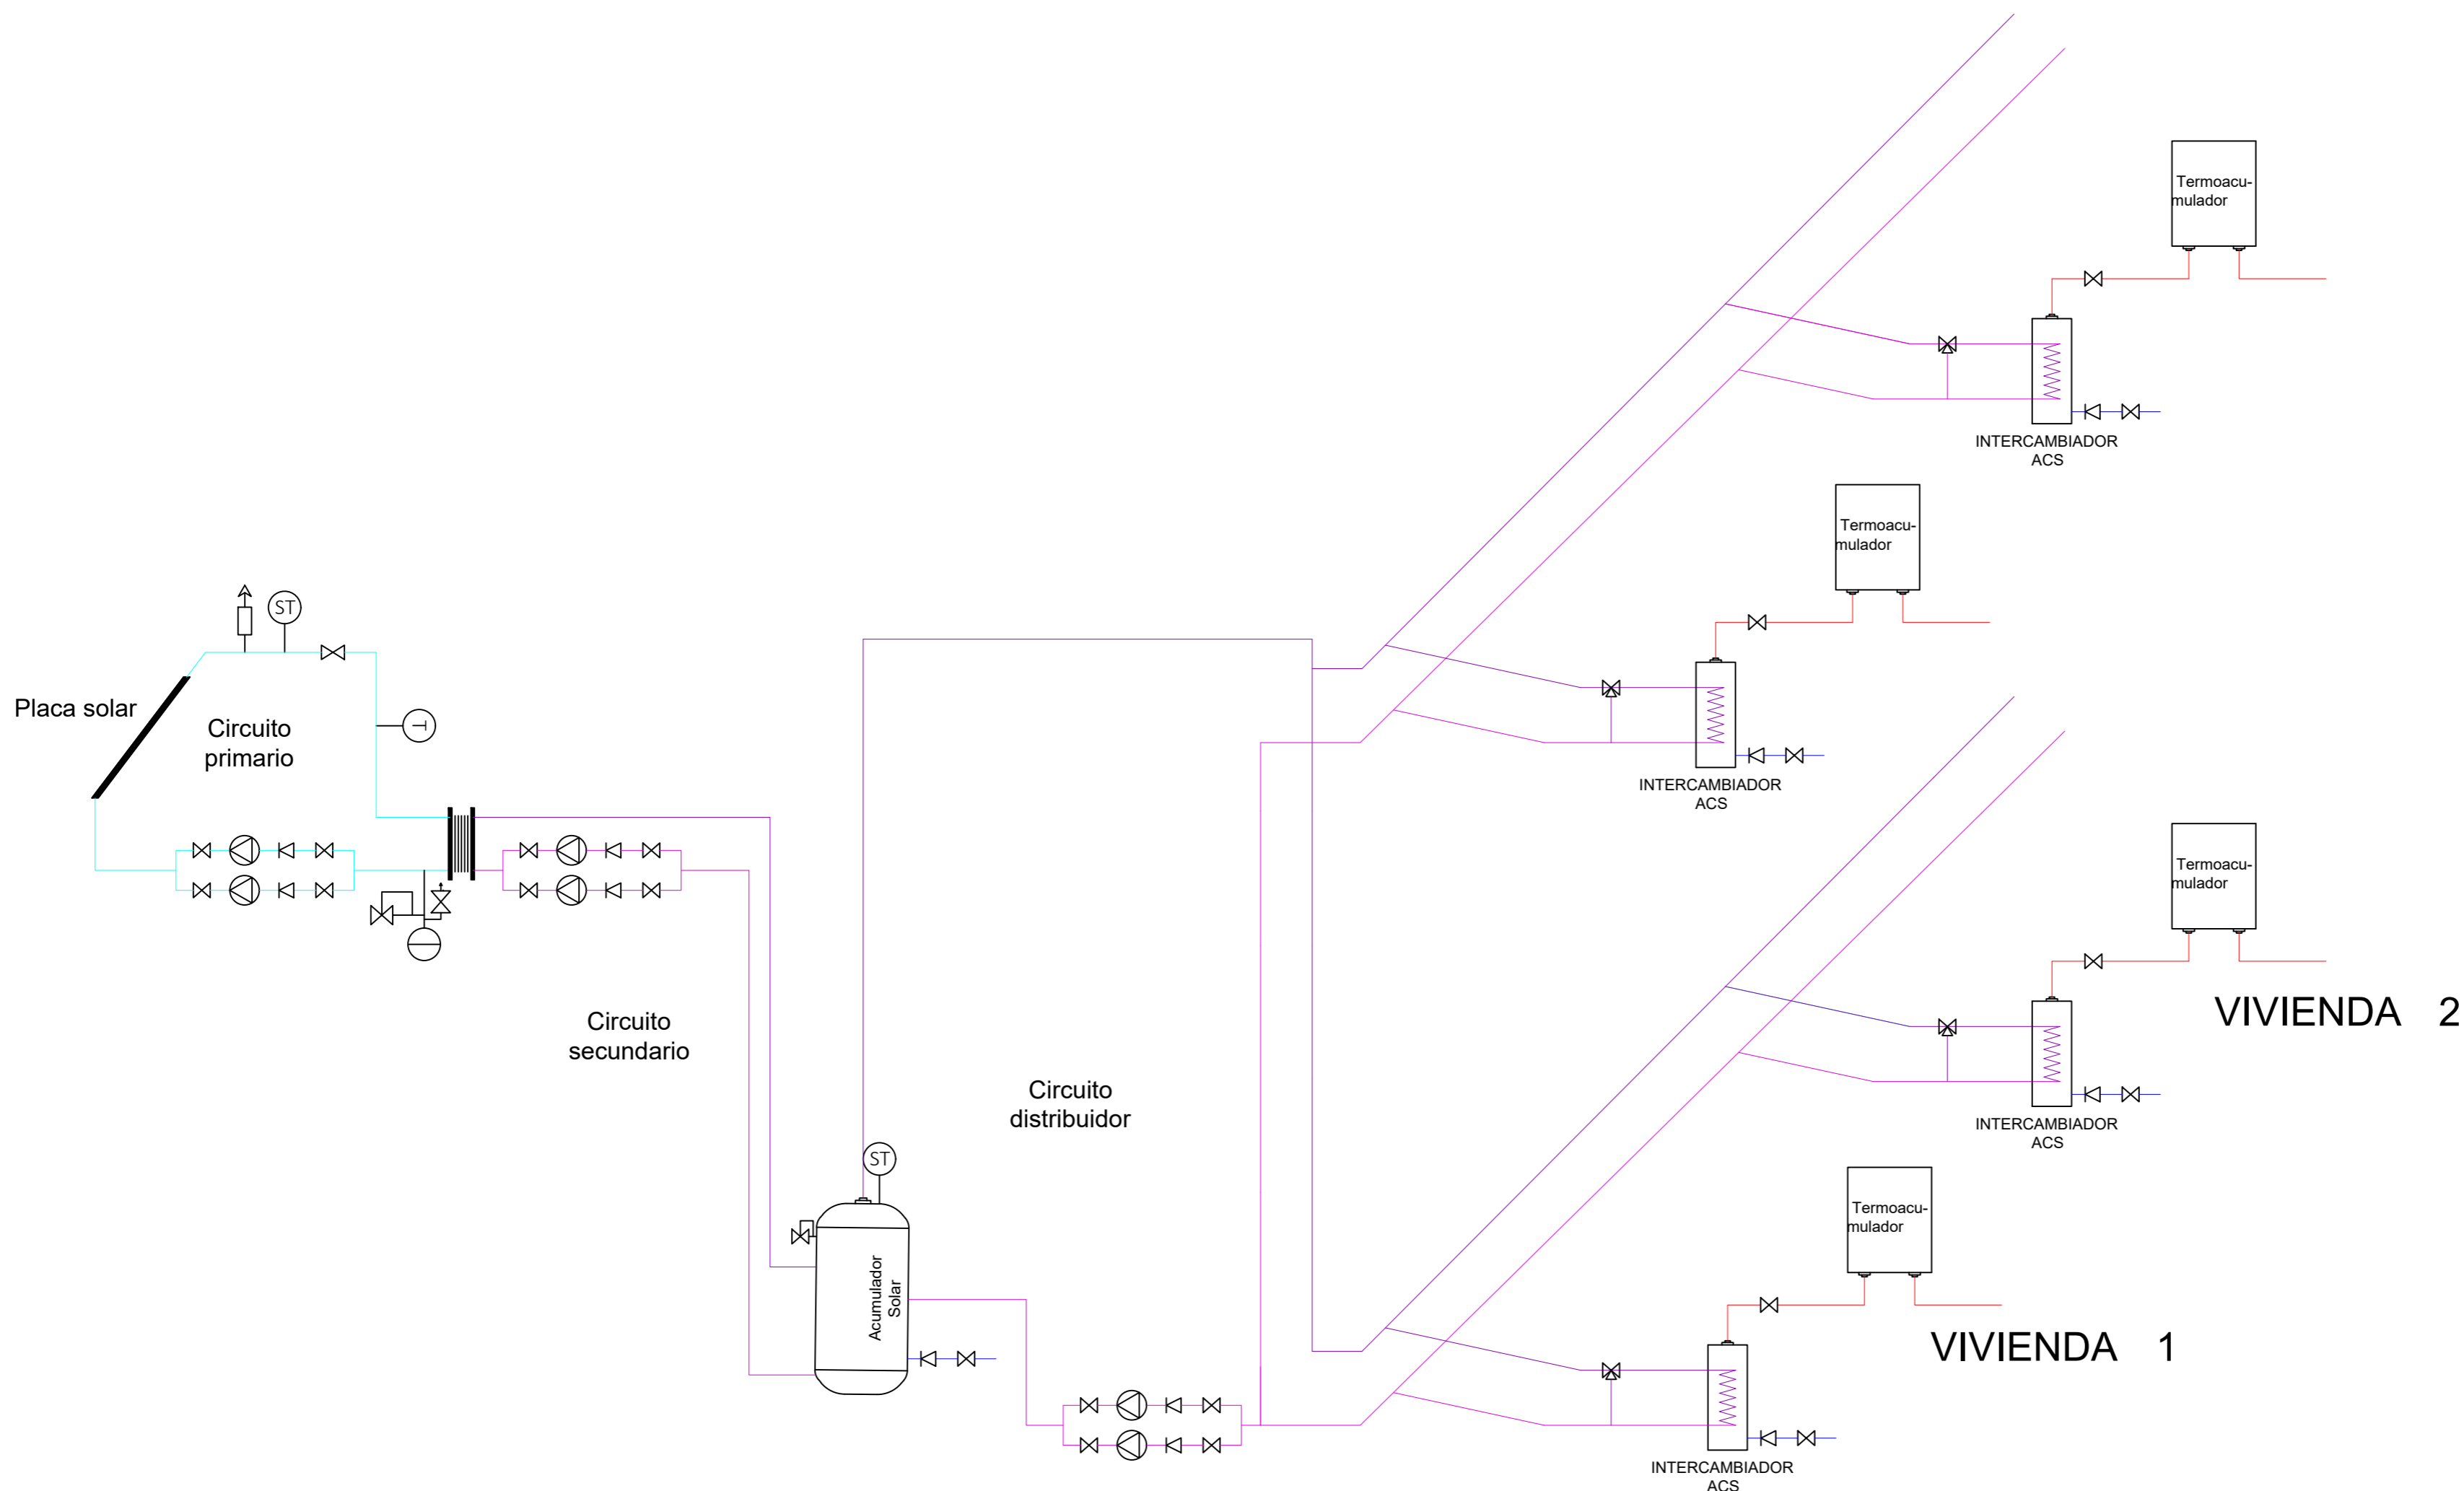 Termoacu-
mulador
INTERCAMBIADOR
ACS
Termoacu-
mulador
INTERCAMBIADOR
ACS
ST
Placa solar
Circuito
primario
T
Termoacu-
mulador
VIVIENDA 2
INTERCAMBIADOR
ACS
Circuito
secundario
Circuito
distribuidor
ST
Acumulador
Solar
Termoacu-
mulador
VIVIENDA 1
INTERCAMBIADOR
ACS